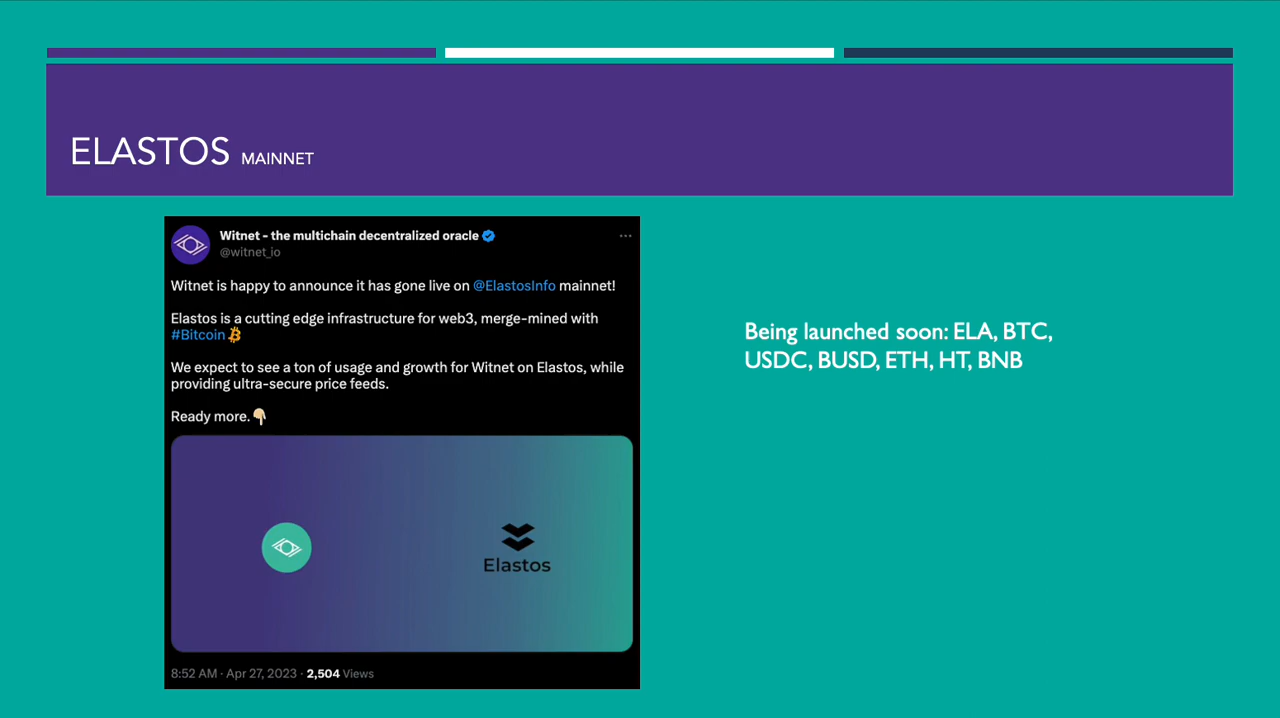 ELASTOS MAINNET
Witnet - the multichain decentralized oracle
@witnet_io
Witnet is happy to announce it has gone live on @ElastosInfo mainnet!
Elastos is a cutting edge infrastructure for web3, merge-mined with
#Bitcoin
We expect to see a ton of usage and growth for Witnet on Elastos, while
providing ultra-secure price feeds.
Ready more.👇🏼
Elastos
8:52 AM · Apr 27, 2023 · 2,504 Views
Being launched soon: ELA, BTC,
USDC, BUSD, ETH, HT, BNB